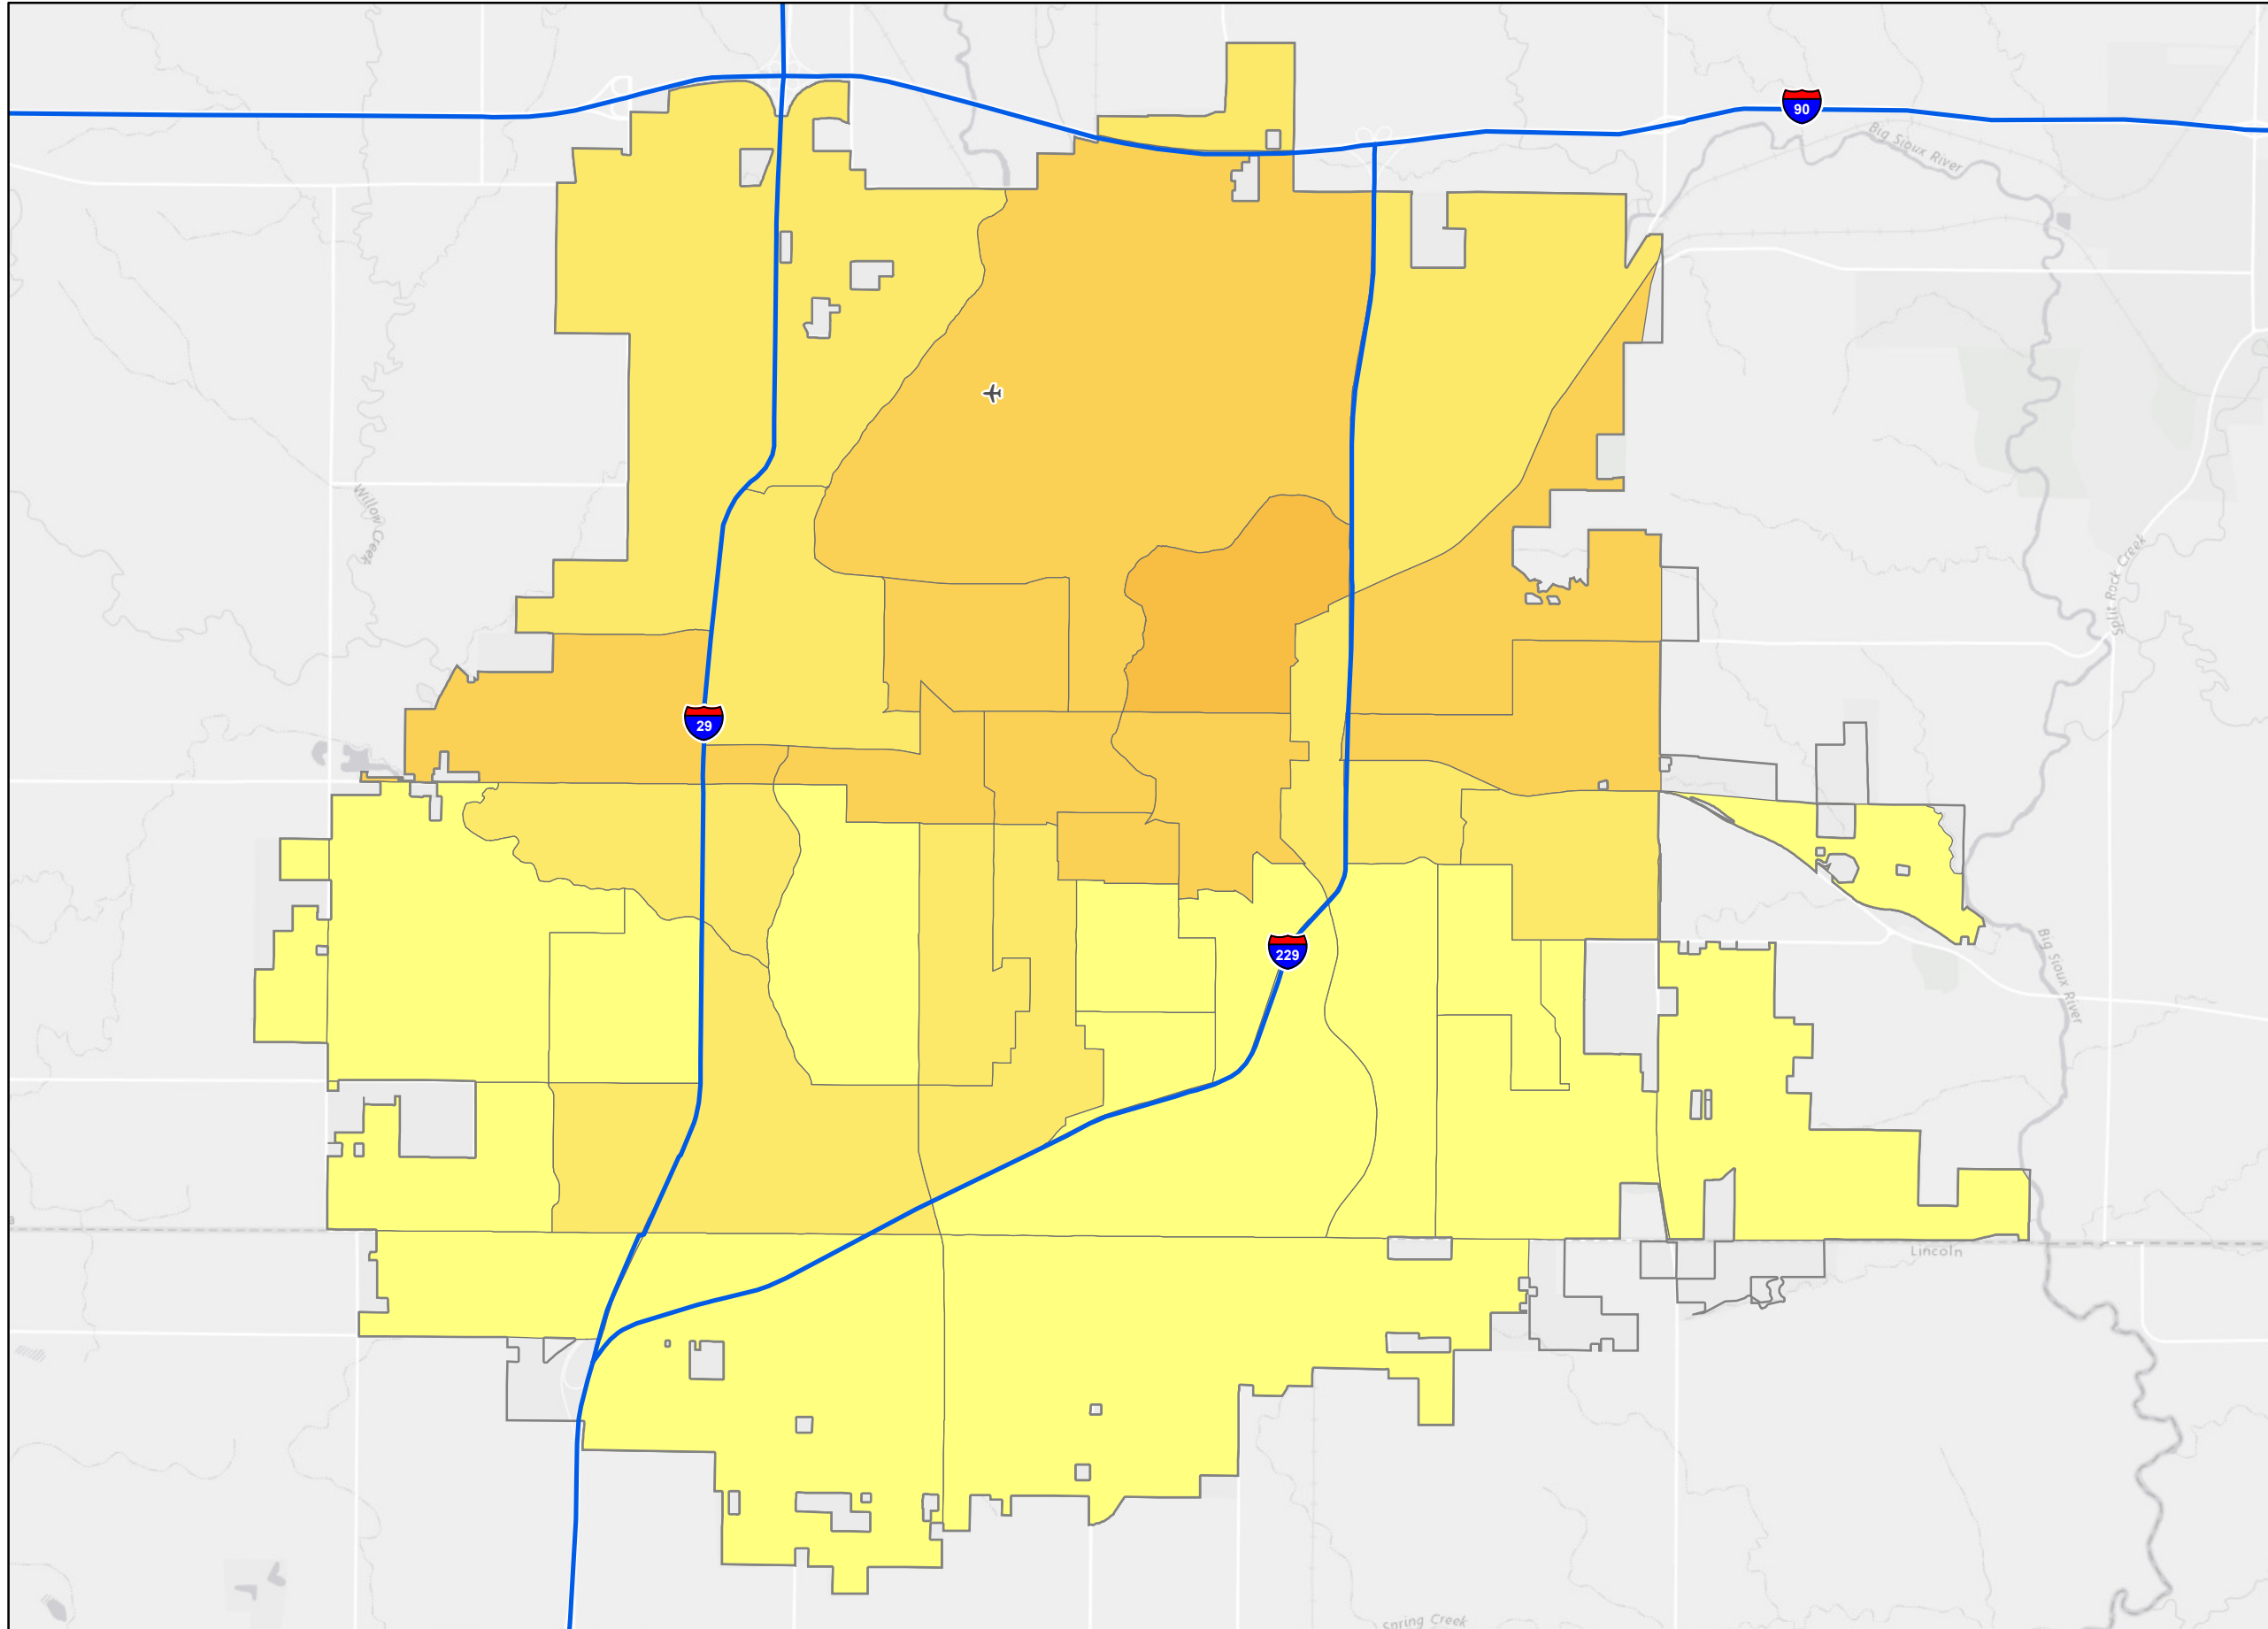 90
Big Sioux River
Willow Creek
Split Rock Creek
29
229
Big Sioux River
Lincoln
Spring Creek